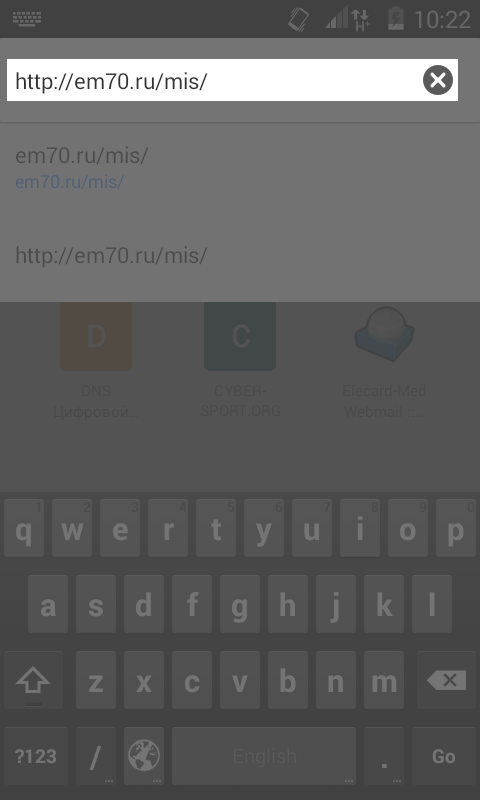 10:22
http://em70.ru/mis/
em70.ru/mis/
em70.ru/mis/
http://em70.ru/mis/
D C
DNS CYBER- Elecard-Med
Цифровой... SPORT.ORG Webmail ::...
1 2 3 4 5 6 7 8 9 0
q w e r t y u i o p
a s d f g h j k l
z x c v b n m
?123 / English . Go